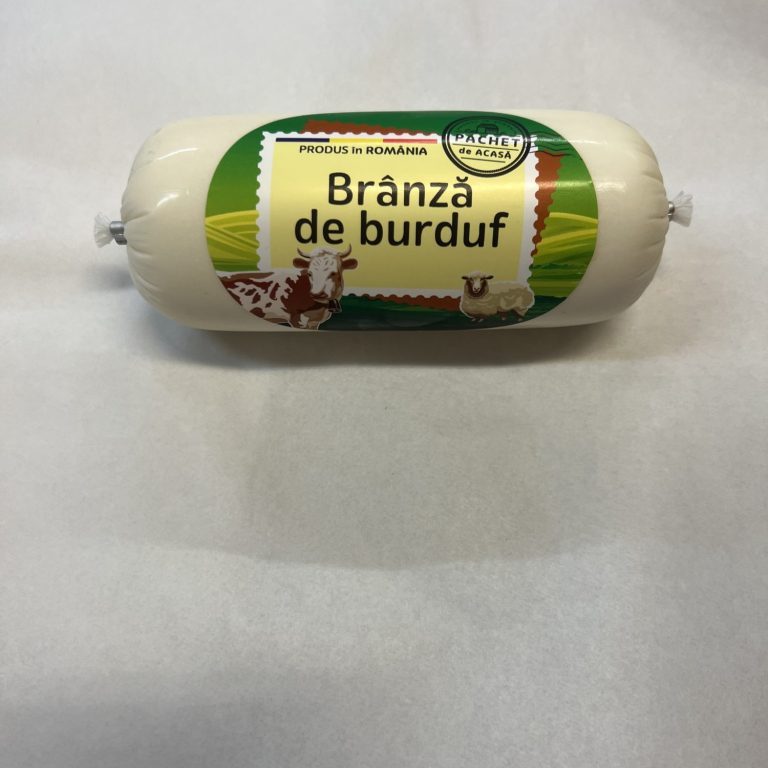 PACHET
de ACASĂ
PRODUS în ROMÂNIA
Brânză
de burduf